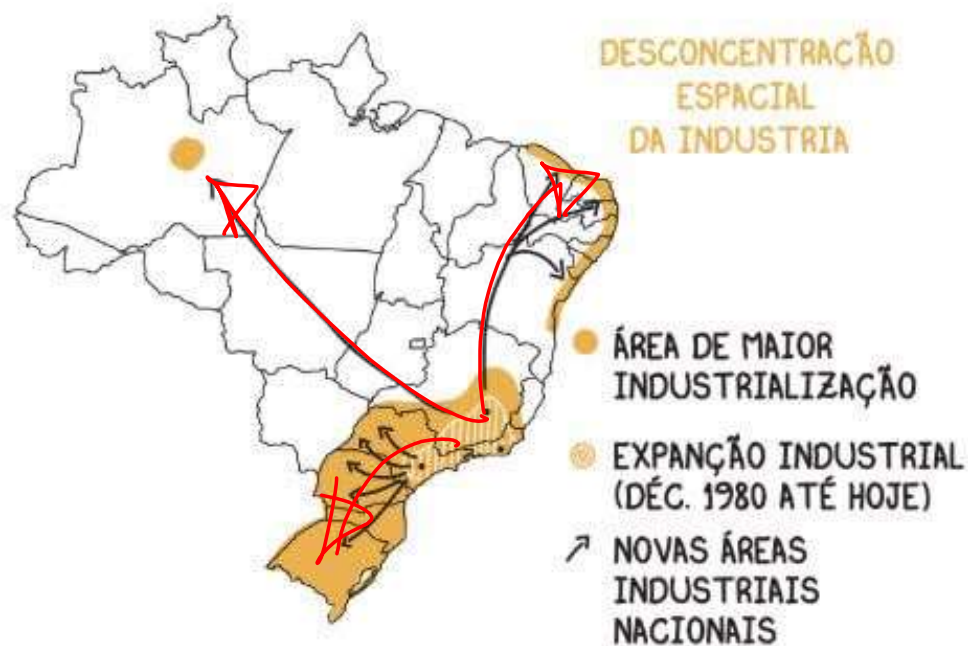 DESCONCENTRAÇÃO
ESPACIAL
DA INDUSTRIA
ÁREA DE MAIOR
INDUSTRIALIZAÇÃO
EXPANÇÃO INDUSTRIAL
(DÉC. 1980 ATÉ HOJE)
NOVAS ÁREAS
INDUSTRIAIS
NACIONAIS